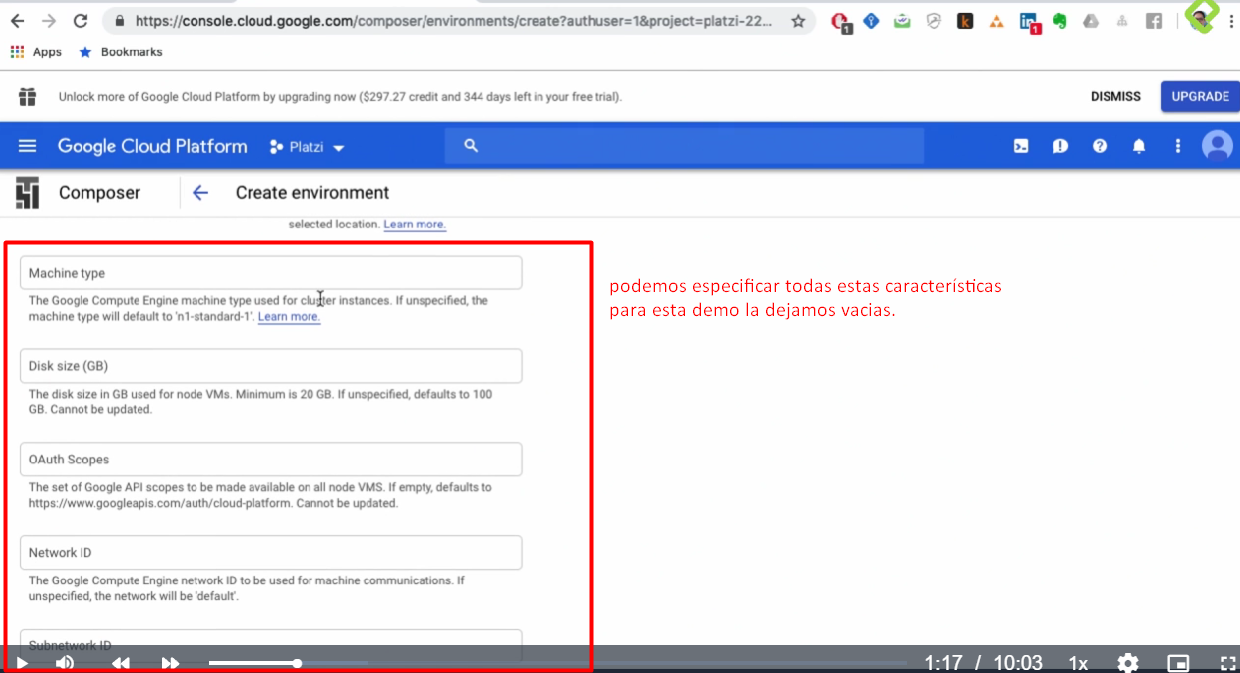 https://console.cloud.google.com/composer/environments/create?authuser=1&project=platzi-22...
Apps Bookmarks
Unlock more of Google Cloud Platform by upgrading now ($297.27 credit and 344 days left in your free trial).
DISMISS
UPGRADE
Google Cloud Platform
Platzi
Composer
Create environment
selected location. Learn more.
Machine type
The Google Compute Engine machine type used for cluster instances. If unspecified, the
machine type will default to 'n1-standard-1'. Learn more.
podemos especificar todas estas características
para esta demo la dejamos vacias.
Disk size (GB)
The disk size in GB used for node VMs. Minimum is 20 GB. If unspecified, defaults to 100
GB. Cannot be updated.
OAuth Scopes
The set of Google API scopes to be made available on all node VMS. If empty, defaults to
https://www.googleapis.com/auth/cloud-platform. Cannot be updated.
Network ID
The Google Compute Engine network ID to be used for machine communications. If
unspecified, the network will be 'default'.
Subnetwork ID
1:17 / 10:03 1x